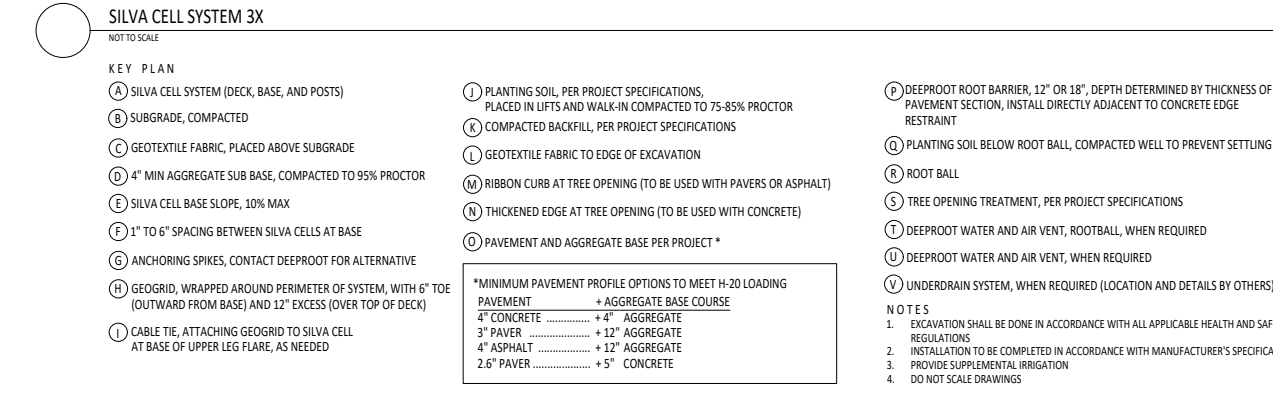 SILVA CELL SYSTEM 3X
NOT TO SCALE
KEY PLAN
A SILVA CELL SYSTEM (DECK, BASE, AND POSTS)
B SUBGRADE, COMPACTED
C GEOTEXTILE FABRIC, PLACED ABOVE SUBGRADE
D 4" MIN AGGREGATE SUB BASE, COMPACTED TO 95% PROCTOR
E SILVA CELL BASE SLOPE, 10% MAX
F 1" TO 6" SPACING BETWEEN SILVA CELLS AT BASE
G ANCHORING SPIKES, CONTACT DEEPROOT FOR ALTERNATIVE
H GEOGRID, WRAPPED AROUND PERIMETER OF SYSTEM, WITH 6" TOE
(OUTWARD FROM BASE) AND 12" EXCESS (OVER TOP OF DECK)
I CABLE TIE, ATTACHING GEOGRID TO SILVA CELL
AT BASE OF UPPER LEG FLARE, AS NEEDED
J PLANTING SOIL, PER PROJECT SPECIFICATIONS,
PLACED IN LIFTS AND WALK-IN COMPACTED TO 75-85% PROCTOR
K COMPACTED BACKFILL, PER PROJECT SPECIFICATIONS
L GEOTEXTILE FABRIC TO EDGE OF EXCAVATION
M RIBBON CURB AT TREE OPENING (TO BE USED WITH PAVERS OR ASPHALT)
N THICKENED EDGE AT TREE OPENING (TO BE USED WITH CONCRETE)
O PAVEMENT AND AGGREGATE BASE PER PROJECT *
*MINIMUM PAVEMENT PROFILE OPTIONS TO MEET H-20 LOADING
PAVEMENT + AGGREGATE BASE COURSE
4" CONCRETE ............... + 4" AGGREGATE
3" PAVER .................... + 12" AGGREGATE
4" ASPHALT .................. + 12" AGGREGATE
2.6" PAVER .................... + 5" CONCRETE
P DEEPROOT ROOT BARRIER, 12" OR 18", DEPTH DETERMINED BY THICKNESS OF
PAVEMENT SECTION, INSTALL DIRECTLY ADJACENT TO CONCRETE EDGE
RESTRAINT
Q PLANTING SOIL BELOW ROOT BALL, COMPACTED WELL TO PREVENT SETTLING
R ROOT BALL
S TREE OPENING TREATMENT, PER PROJECT SPECIFICATIONS
T DEEPROOT WATER AND AIR VENT, ROOTBALL, WHEN REQUIRED
U DEEPROOT WATER AND AIR VENT, WHEN REQUIRED
V UNDERDRAIN SYSTEM, WHEN REQUIRED (LOCATION AND DETAILS BY OTHERS)
NOTES
1. EXCAVATION SHALL BE DONE IN ACCORDANCE WITH ALL APPLICABLE HEALTH AND SAF
REGULATIONS
2. INSTALLATION TO BE COMPLETED IN ACCORDANCE WITH MANUFACTURER'S SPECIFICA
3. PROVIDE SUPPLEMENTAL IRRIGATION
4. DO NOT SCALE DRAWINGS